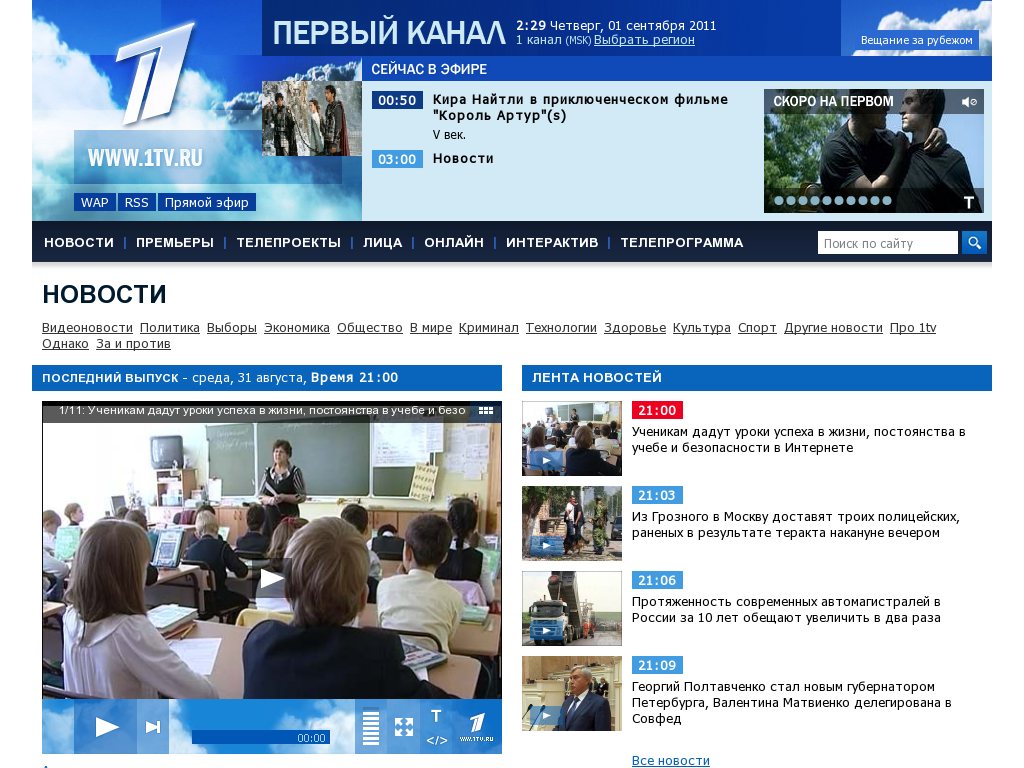 ПЕРВЫЙ КАНАЛ
2:29 Четверг, 01 сентября 2011
1 канал (MSK) Выбрать регион
Вещание за рубежом
1
WWW.1TV.RU
WAP
RSS
Прямой эфир
СЕЙЧАС В ЭФИРЕ
00:50 Кира Найтли в приключенческом фильме
"Король Артур"(s)
V век.
03:00 Новости
СКОРО НА ПЕРВОМ
T
НОВОСТИ | ПРЕМЬЕРЫ | ТЕЛЕПРОЕКТЫ | ЛИЦА | ОНЛАЙН | ИНТЕРАКТИВ | ТЕЛЕПРОГРАММА
Поиск по сайту
НОВОСТИ
Видеоновости Политика Выборы Экономика Общество В мире Криминал Технологии Здоровье Культура Спорт Другие новости Про 1tv
Однако За и против
ПОСЛЕДНИЙ ВЫПУСК - среда, 31 августа, Время 21:00
1/11: Ученикам дадут уроки успеха в жизни, постоянства в учебе и безо
00:00
T
</>
1
WWW.1TV.RU
ЛЕНТА НОВОСТЕЙ
21:00
Ученикам дадут уроки успеха в жизни, постоянства в
учебе и безопасности в Интернете
21:03
Из Грозного в Москву доставят троих полицейских,
раненых в результате теракта накануне вечером
21:06
Протяженность современных автомагистралей в
России за 10 лет обещают увеличить в два раза
21:09
Георгий Полтавченко стал новым губернатором
Петербурга, Валентина Матвиенко делегирована в
Совфед
Все новости